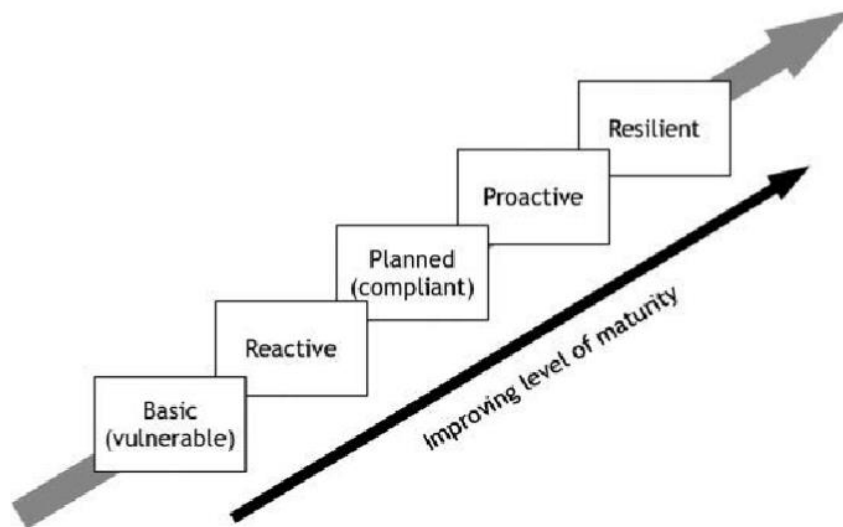 Resilient
Proactive
Planned
(compliant)
Reactive
Basic
(vulnerable)
Improving level of maturity